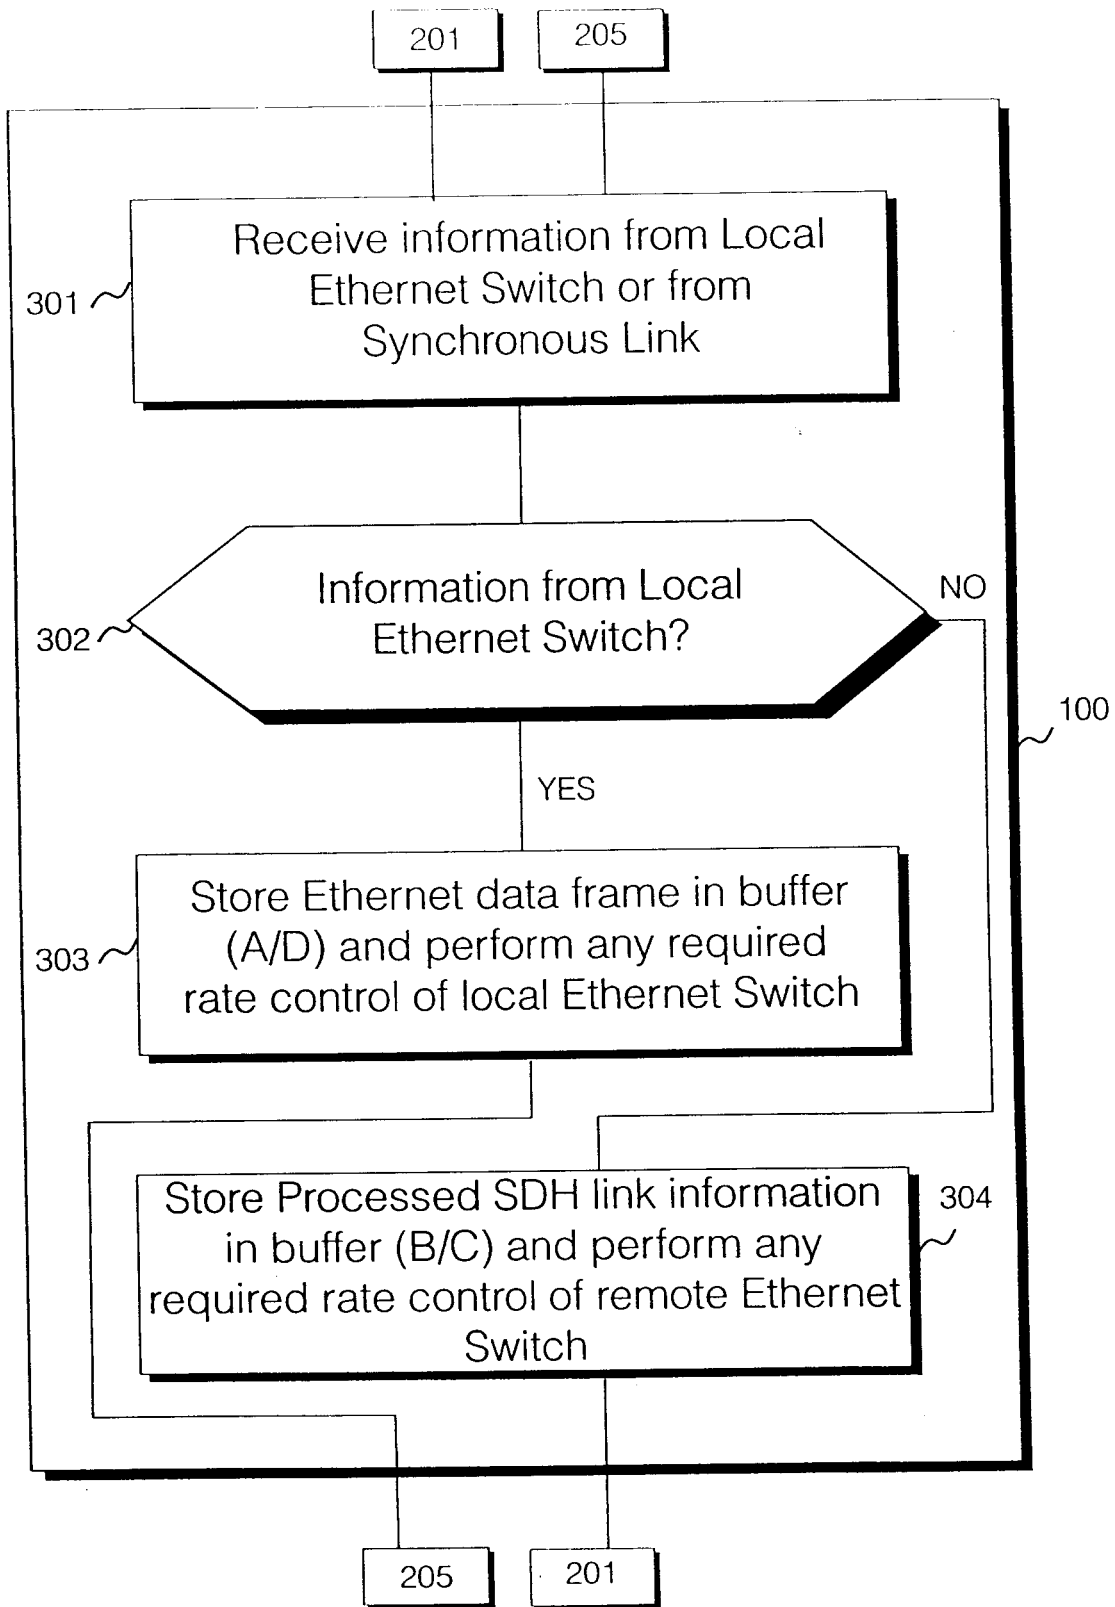 201
205
Receive information from Local
Ethernet Switch or from
Synchronous Link
301
Information from Local
Ethernet Switch?
NO
302
100
YES
Store Ethernet data frame in buffer
(A/D) and perform any required
rate control of local Ethernet Switch
303
Store Processed SDH link information
in buffer (B/C) and perform any
required rate control of remote Ethernet
Switch
304
205
201